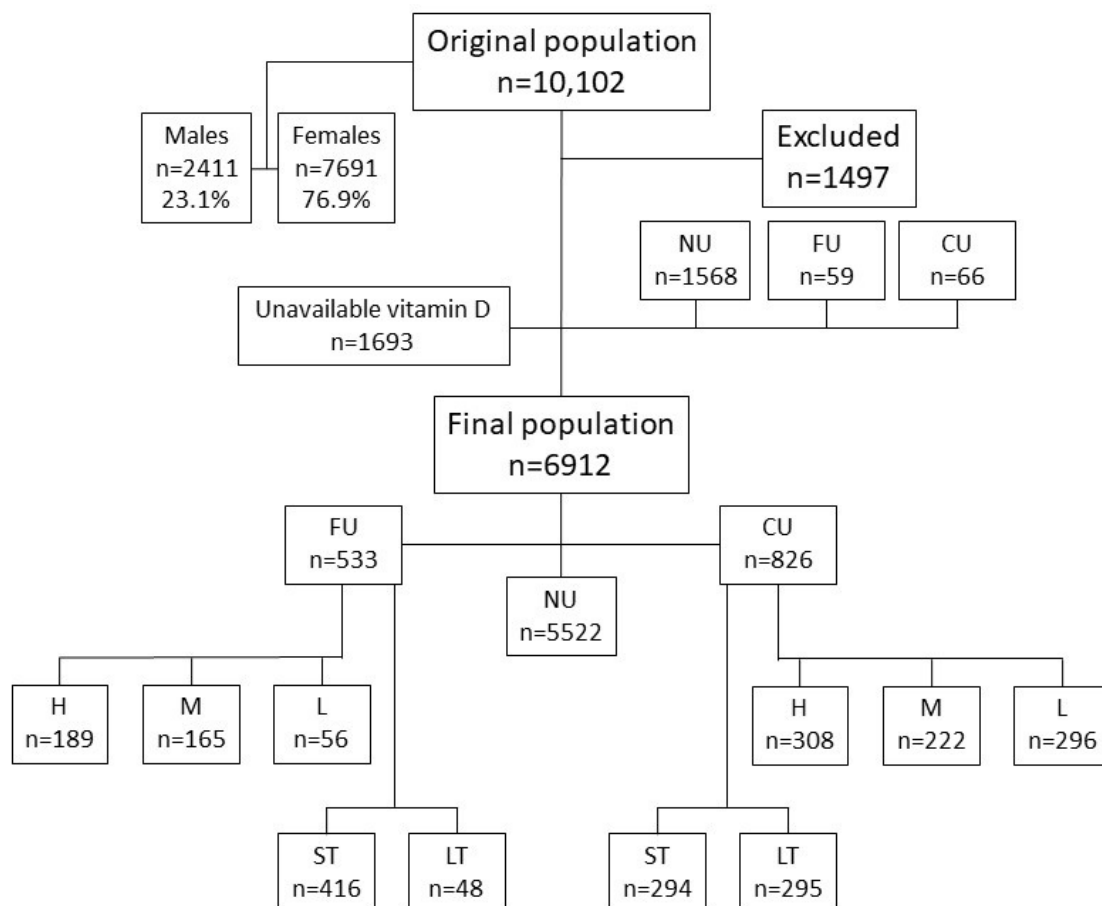 Original population
n=10,102
Males
n=2411
23.1%
Females
n=7691
76.9%
Excluded
n=1497
NU
n=1568
FU
n=59
CU
n=66
Unavailable vitamin D
n=1693
Final population
n=6912
FU
n=533
CU
n=826
NU
n=5522
H
n=189
M
n=165
L
n=56
H
n=308
M
n=222
L
n=296
ST
n=416
LT
n=48
ST
n=294
LT
n=295